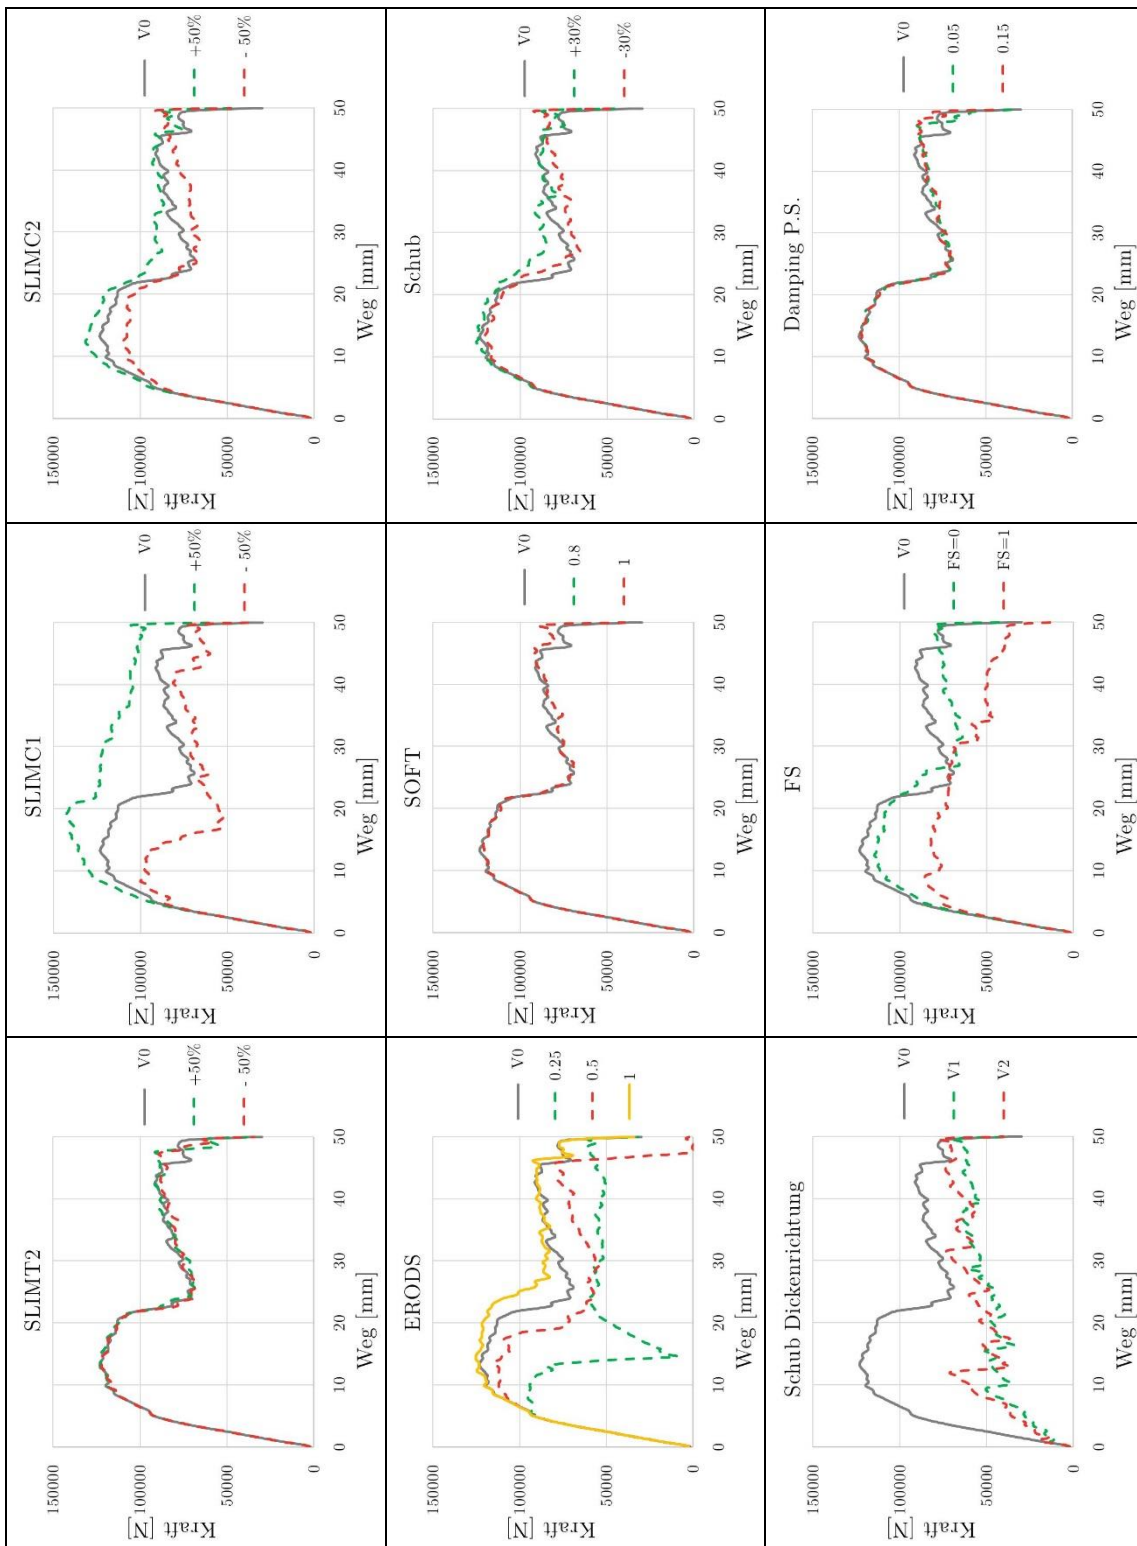 SLIMT2
Kraft [N]
150000
100000
50000
0
0 10 20 30 40 50
Weg [mm]
V0
+50%
- 50%
SLIMC1
Kraft [N]
150000
100000
50000
0
0 10 20 30 40 50
Weg [mm]
V0
+50%
- 50%
SLIMC2
Kraft [N]
150000
100000
50000
0
0 10 20 30 40 50
Weg [mm]
V0
+50%
- 50%
ERODS
Kraft [N]
150000
100000
50000
0
0 10 20 30 40 50
Weg [mm]
V0
0.25
0.5
1
SOFT
Kraft [N]
150000
100000
50000
0
0 10 20 30 40 50
Weg [mm]
V0
0.8
1
Schub
Kraft [N]
150000
100000
50000
0
0 10 20 30 40 50
Weg [mm]
V0
+30%
-30%
Schub Dickenrichtung
Kraft [N]
150000
100000
50000
0
0 10 20 30 40 50
Weg [mm]
V0
V1
V2
FS
Kraft [N]
150000
100000
50000
0
0 10 20 30 40 50
Weg [mm]
V0
FS=0
FS=1
Damping P.S.
Kraft [N]
150000
100000
50000
0
0 10 20 30 40 50
Weg [mm]
V0
0.05
0.15